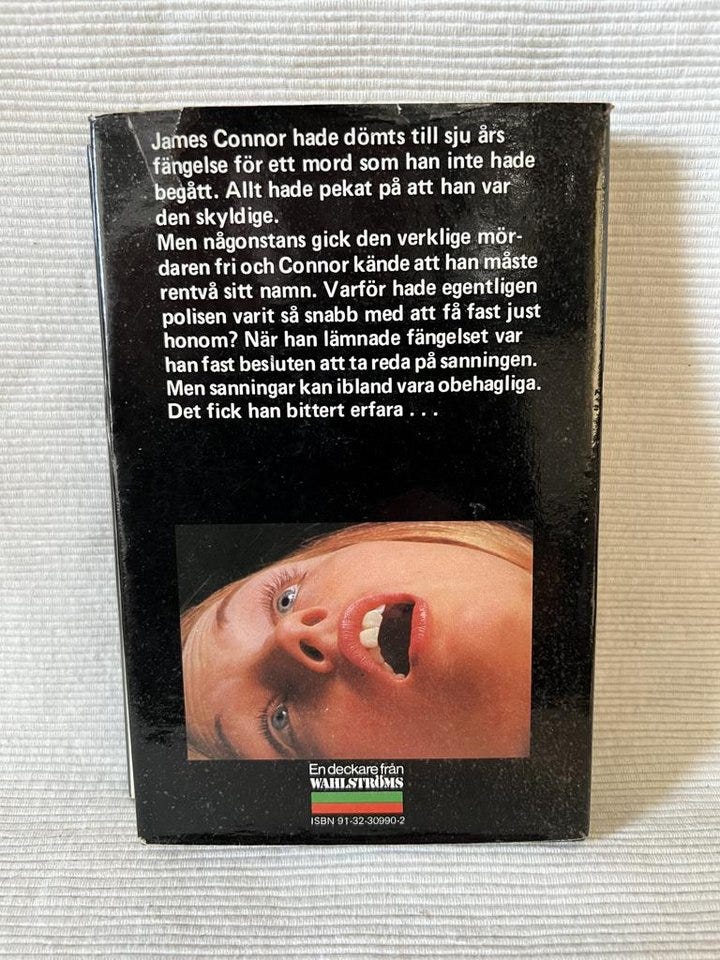 James Connor hade dömts till sju års
fängelse för ett mord som han inte hade
begått. Allt hade pekat på att han var
den skyldige.
Men någonstans gick den verklige mör-
daren fri och Connor kände att han måste
rentvå sitt namn. Varför hade egentligen
polisen varit så snabb med att få fast just
honom? När han lämnade fängelset var
han fast besluten att ta reda på sanningen.
Men sanningar kan ibland vara obehagliga.
Det fick han bittert erfara . . .
En deckare från
WAHLSTRÖMS
ISBN 91-32-30990-2